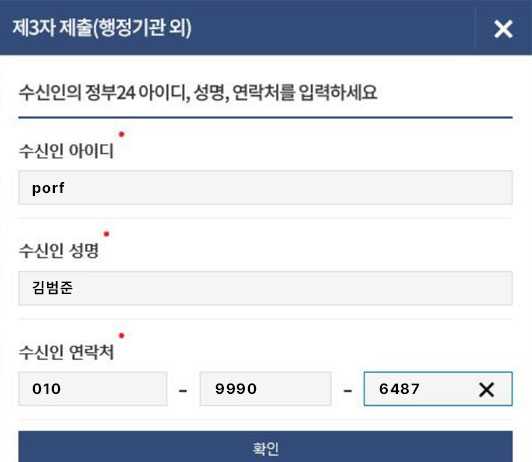 제3자 제출(행정기관 외)
수신인의 정부24 아이디, 성명, 연락처를 입력하세요
수신인 아이디
porf
수신인 성명
김범준
수신인 연락처
010 - 9990 - 6487
확인